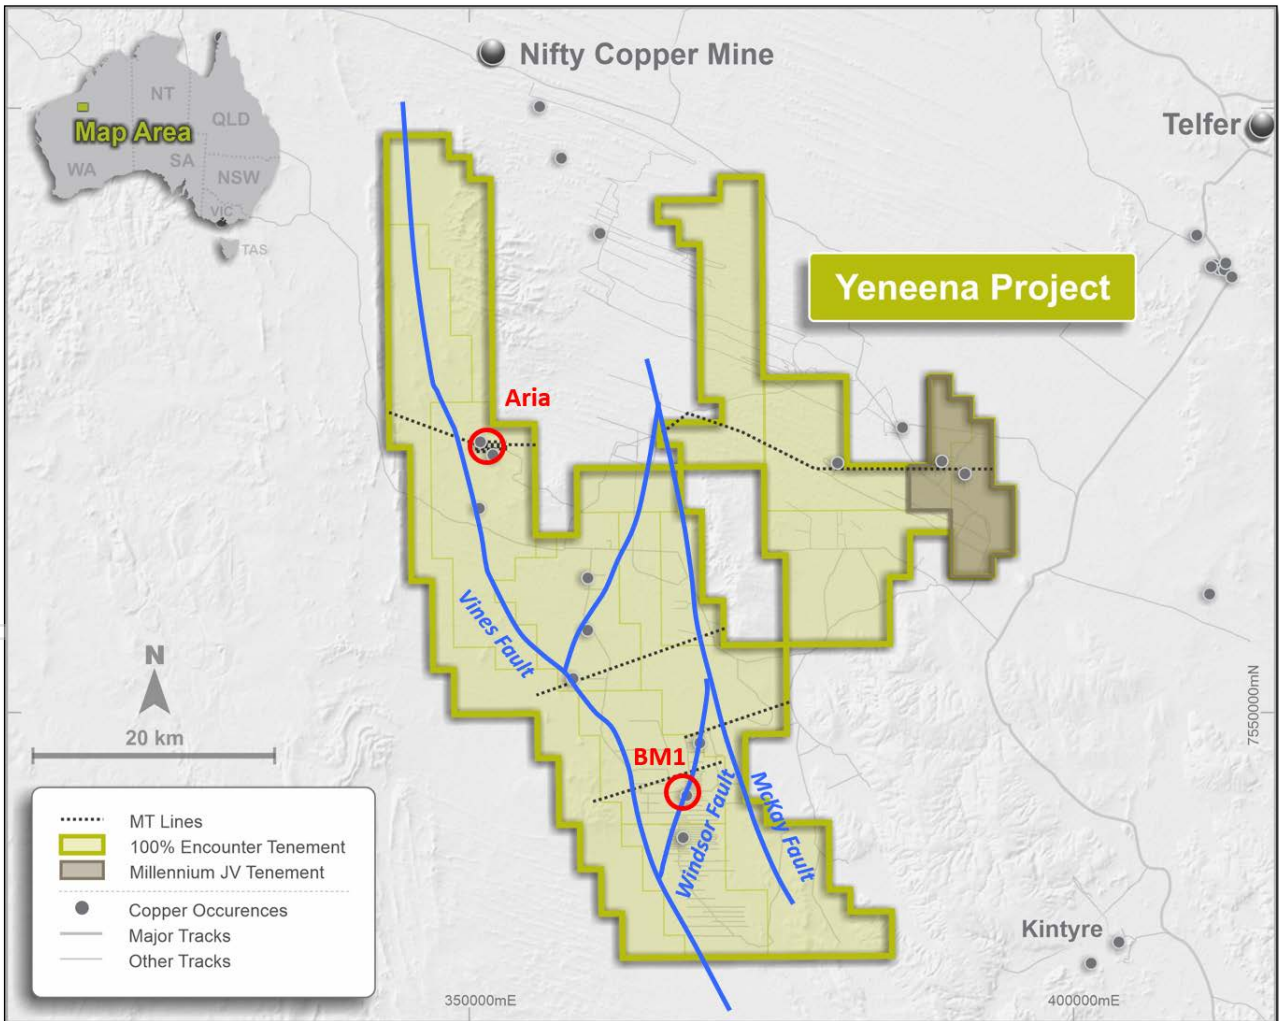 Nifty Copper Mine
NT
QLD
Map Area
Telfer
WA
SA
NSW
VIC
TAS
Yeneena Project
Aria
Vines Fault
N
20 km
7550000mN
BM1
Windsor Fault
McKay Fault
MT Lines
100% Encounter Tenement
Millennium JV Tenement
Copper Occurences
Major Tracks
Other Tracks
Kintyre
350000mE
400000mE